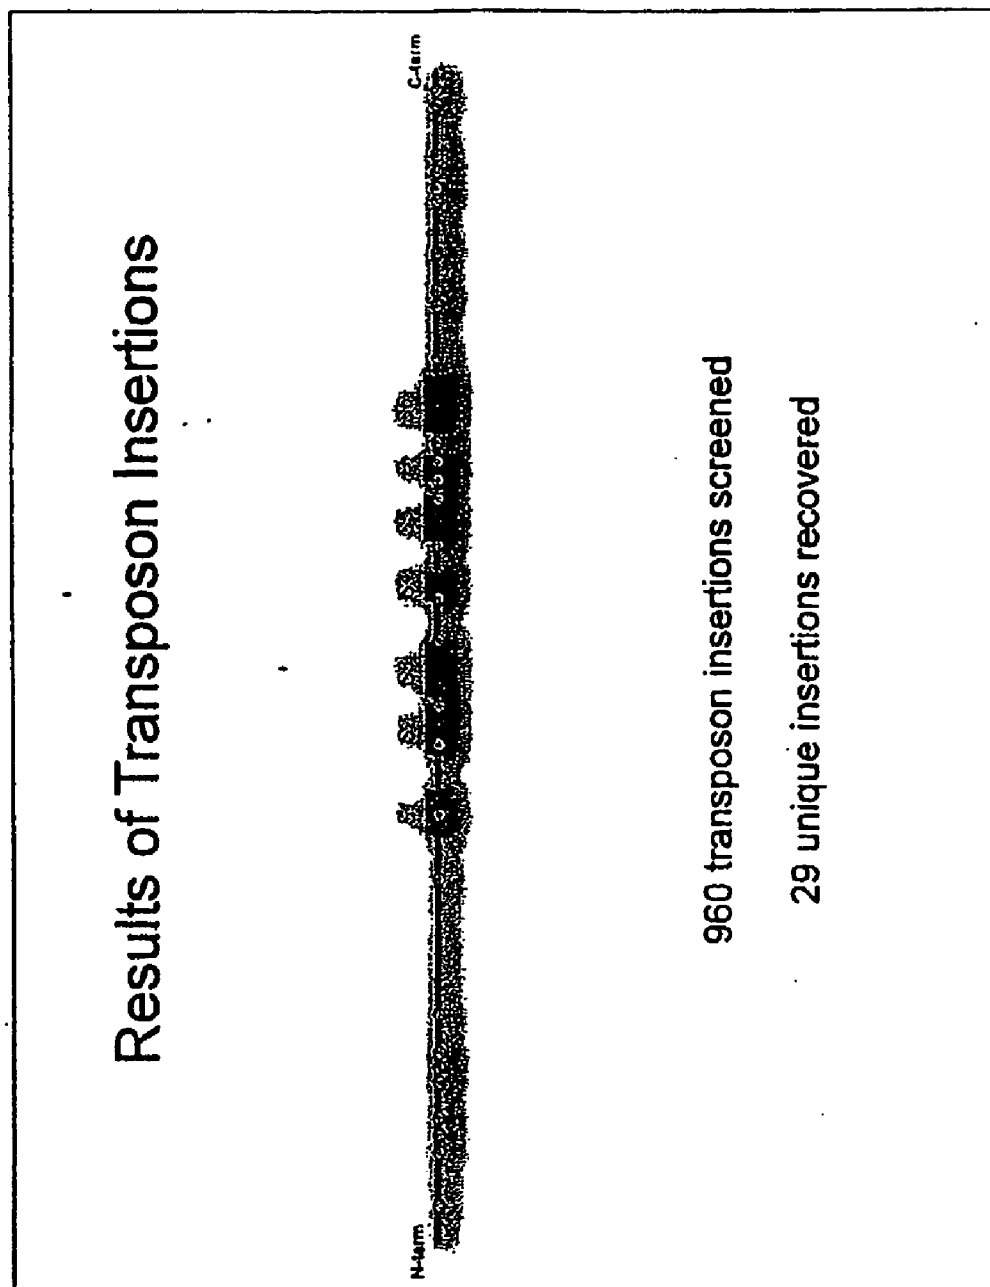 Results of Transposon Insertions
N-term
C-term
960 transposon insertions screened
29 unique insertions recovered